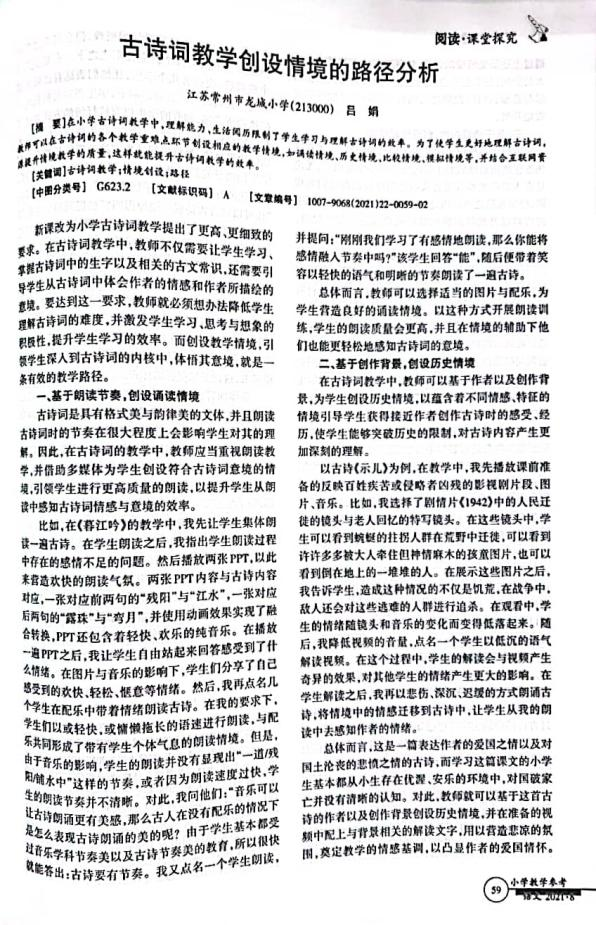 阅读·课堂探究
古诗词教学创设情境的路径分析
江苏常州市龙城小学(213000) 吕 娟
[摘 要]在小学古诗词教学中,理解能力、生活阅历限制了学生学习与理解古诗词的效率。为了使学生更好地理解古诗词,
教师可以在古诗词的各个教学重难点环节创设相应的教学情境,如诵读情境、历史情境、比较情境、模拟情境等,并结合互联网资
源提升情境教学的质量,这样就能提升古诗词教学的效率。
[关键词]古诗词教学;情境创设;路径
[中图分类号] G623.2 [文献标识码] A [文章编号] 1007-9068(2021)22-0059-02
新课改为小学古诗词教学提出了更高、更细致的
要求。在古诗词教学中,教师不仅需要让学生学习、
掌握古诗词中的生字以及相关的古文常识,还需要引
导学生从古诗词中体会作者的情感和作者所描绘的
意境。要达到这一要求,教师就必须想办法降低学生
理解古诗词的难度,并激发学生学习、思考与想象的
积极性,提升学生学习的效率。而创设教学情境,引
领学生深入到古诗词的内核中,体悟其意境,就是一
条有效的教学路径。
一、基于朗读节奏,创设诵读情境
古诗词是具有格式美与韵律美的文体,并且朗读
古诗词时的节奏在很大程度上会影响学生对其的理
解。因此,在古诗词的教学中,教师应当重视朗读教
学,并借助多媒体为学生创设符合古诗词意境的情
境,引领学生进行更高质量的朗读,以提升学生从朗
读中感知古诗词情感与意境的效率。
比如,在《暮江吟》的教学中,我先让学生集体朗
读一遍古诗。在学生朗读之后,我指出学生朗读过程
中存在的感情不足的问题。然后播放两张PPT,以此
来营造欢快的朗读气氛。两张PPT内容与古诗内容
对应,一张对应前两句的“残阳”与“江水”,一张对应
后两句的“露珠”与“弯月”,并使用动画效果实现了融
合转换,PPT还包含着轻快、欢乐的纯音乐。在播放
一遍PPT之后,我让学生自由站起来回答感受到了什
么情绪。在图片与音乐的影响下,学生们分享了自己
感受到的欢快、轻松、惬意等情绪。然后,我再点名几
个学生在配乐中带着情绪朗读古诗。在我的要求下,
学生们以或轻快,或慵懒拖长的语速进行朗读,与配
乐共同形成了带有学生个体气息的朗读情境。但是,
由于音乐的影响,学生的朗读并没有显现出“一道/残
阳/铺水中”这样的节奏,或者因为朗读速度过快,学
生的朗读节奏并不清晰。对此,我问他们:“音乐可以
让古诗朗诵更有美感,那么古人在没有配乐的情况下
是怎么表现古诗朗诵的美的呢?由于学生基本都受
过音乐学科节奏美以及古诗节奏美的教育,所以很快
就能答出:古诗要有节奏。我又点名一个学生朗读,
并提问:“刚刚我们学习了有感情地朗读,那么你能将
感情融入节奏中吗?”该学生回答“能”,随后便带着笑
容以轻快的语气和明晰的节奏朗读了一遍古诗。
总体而言,教师可以选择适当的图片与配乐,为
学生营造良好的诵读情境。以这种方式开展朗读训
练,学生的朗读质量会更高,并且在情境的辅助下他
们也能更轻松地感知古诗词的意境。
二、基于创作背景,创设历史情境
在古诗词教学中,教师可以基于作者以及创作背
景,为学生创设历史情境,以蕴含着不同情感、特征的
情境引导学生获得接近作者创作古诗时的感受、经
历,使学生能够突破历史的限制,对古诗内容产生更
加深刻的理解。
以古诗《示儿》为例,在教学中,我先播放课前准
备的反映百姓疾苦或侵略者凶残的影视剧片段、图
片、音乐。比如,我选择了剧情片《1942》中的人民迁
徙的镜头与老人回忆的特写镜头。在这些镜头中,学
生可以看到蜿蜒的拄拐人群在荒野中迁徙,可以看到
许许多多被大人牵住但神情麻木的孩童图片,也可以
看到倒在地上的一堆堆的人。在展示这些图片之后,
我告诉学生,造成这种情况的不仅是饥荒,在战争中,
敌人还会对这些逃难的人群进行追杀。在观看中,学
生的情绪随镜头和音乐的变化而变得低落起来。随
后,我降低视频的音量,点名一个学生以低沉的语气
解读视频。在这个过程中,学生的解读会与视频产生
奇异的效果,对其他学生的情绪产生更大的影响。在
学生解读之后,我再以悲伤、深沉、迟缓的方式朗诵古
诗,将情境中的情感迁移到古诗中,让学生从我的朗
读中去感知作者的情绪。
总体而言,这是一篇表达作者的爱国之情以及对
国土沦丧的悲愤之情的古诗,而学习这篇课文的小学
生基本都从小生存在优渥、安乐的环境中,对国破家
亡并没有清晰的认知。对此,教师就可以基于这首古
诗的作者以及创作背景创设历史情境,并在准备的视
频中配上与背景相关的解读文字,用以营造悲凉的氛
围,奠定教学的情感基调,以凸显作者的爱国情怀。
59 小学教学参考
语文 2021·8